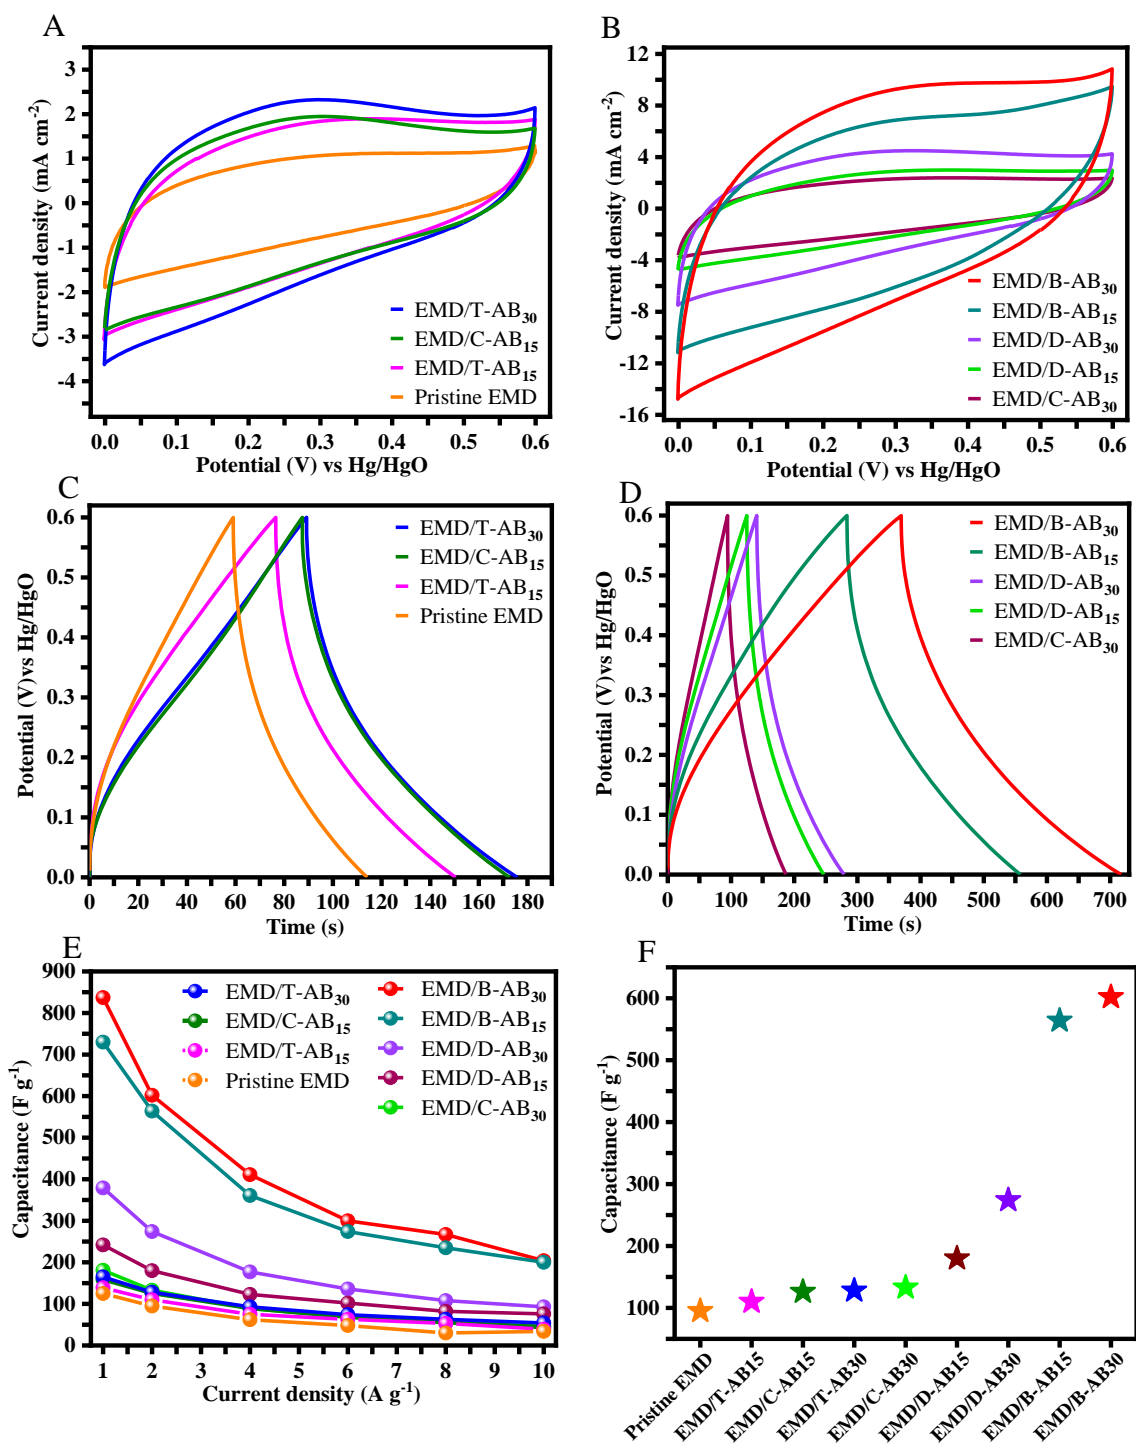 A
3
2
1
0
-1
-2
-3
-4
Current density (mA cm⁻²)
EMD/T-AB₃₀
EMD/C-AB₁₅
EMD/T-AB₁₅
Pristine EMD
0.0 0.1 0.2 0.3 0.4 0.5 0.6
Potential (V) vs Hg/HgO
B
12
8
4
0
-4
-8
-12
-16
Current density (mA cm⁻²)
EMD/B-AB₃₀
EMD/B-AB₁₅
EMD/D-AB₃₀
EMD/D-AB₁₅
EMD/C-AB₃₀
0.0 0.1 0.2 0.3 0.4 0.5 0.6
Potential (V) vs Hg/HgO
C
0.6
0.5
0.4
0.3
0.2
0.1
0.0
Potential (V) vs Hg/HgO
EMD/T-AB₃₀
EMD/C-AB₁₅
EMD/T-AB₁₅
Pristine EMD
0 20 40 60 80 100 120 140 160 180
Time (s)
D
0.6
0.5
0.4
0.3
0.2
0.1
0.0
Potential (V) vs Hg/HgO
EMD/B-AB₃₀
EMD/B-AB₁₅
EMD/D-AB₃₀
EMD/D-AB₁₅
EMD/C-AB₃₀
0 100 200 300 400 500 600 700
Time (s)
E
900
800
700
600
500
400
300
200
100
0
Capacitance (F g⁻¹)
EMD/T-AB₃₀
EMD/C-AB₁₅
EMD/T-AB₁₅
Pristine EMD
EMD/B-AB₃₀
EMD/B-AB₁₅
EMD/D-AB₃₀
EMD/D-AB₁₅
EMD/C-AB₃₀
1 2 3 4 5 6 7 8 9 10
Current density (A g⁻¹)
F
600
500
400
300
200
100
Capacitance (F g⁻¹)
Pristine EMD
EMD/T-AB15
EMD/C-AB15
EMD/T-AB30
EMD/C-AB30
EMD/D-AB15
EMD/D-AB30
EMD/B-AB15
EMD/B-AB30